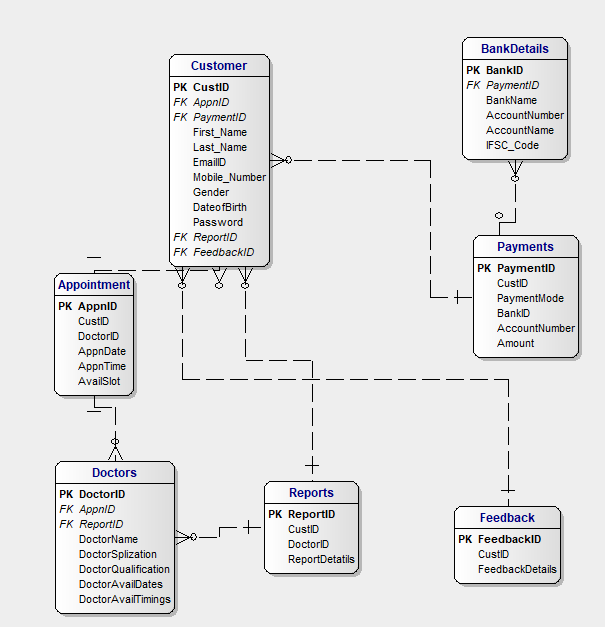 Customer
PK CustID
FK AppnID
FK PaymentID
First_Name
Last_Name
EmailID
Mobile_Number
Gender
DateofBirth
Password
FK ReportID
FK FeedbackID
BankDetails
PK BankID
FK PaymentID
BankName
AccountNumber
AccountName
IFSC_Code
Payments
PK PaymentID
CustID
PaymentMode
BankID
AccountNumber
Amount
Appointment
PK AppnID
CustID
DoctorID
AppnDate
AppnTime
AvailSlot
Doctors
PK DoctorID
FK AppnID
FK ReportID
DoctorName
DoctorSplization
DoctorQualification
DoctorAvailDates
DoctorAvailTimings
Reports
PK ReportID
CustID
DoctorID
ReportDetatils
Feedback
PK FeedbackID
CustID
FeedbackDetails